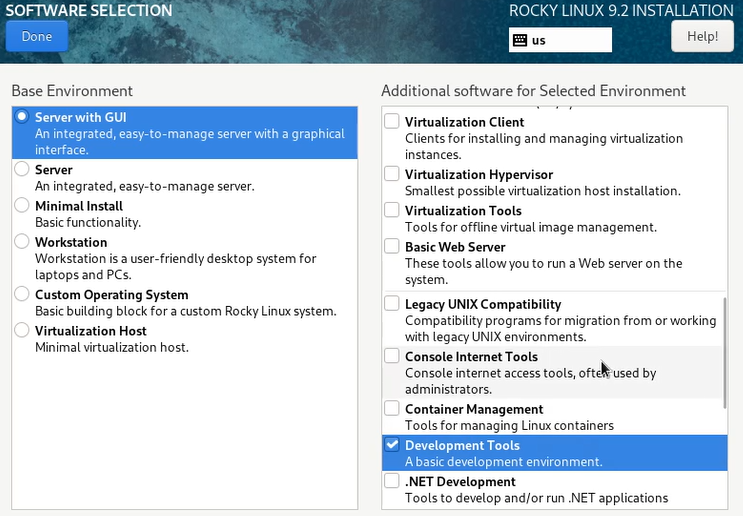 SOFTWARE SELECTION
ROCKY LINUX 9.2 INSTALLATION
Done
us
Help!
Base Environment
Server with GUI
An integrated, easy-to-manage server with a graphical
interface.
Server
An integrated, easy-to-manage server.
Minimal Install
Basic functionality.
Workstation
Workstation is a user-friendly desktop system for
laptops and PCs.
Custom Operating System
Basic building block for a custom Rocky Linux system.
Virtualization Host
Minimal virtualization host.
Additional software for Selected Environment
Virtualization Client
Clients for installing and managing virtualization
instances.
Virtualization Hypervisor
Smallest possible virtualization host installation.
Virtualization Tools
Tools for offline virtual image management.
Basic Web Server
These tools allow you to run a Web server on the
system.
Legacy UNIX Compatibility
Compatibility programs for migration from or working
with legacy UNIX environments.
Console Internet Tools
Console internet access tools, often used by
administrators.
Container Management
Tools for managing Linux containers
Development Tools
A basic development environment.
.NET Development
Tools to develop and/or run .NET applications